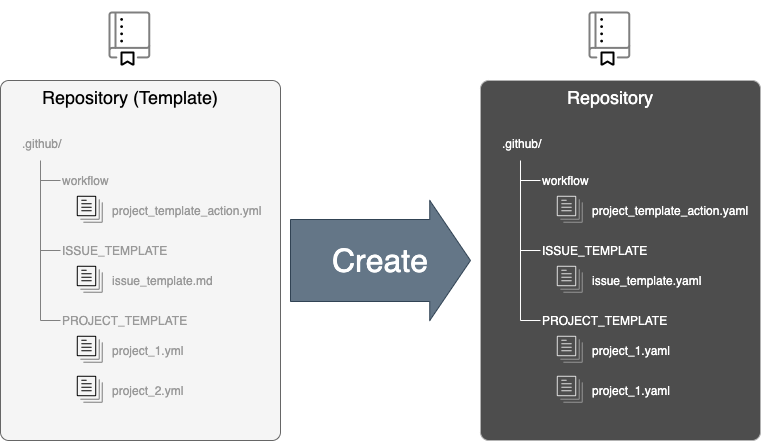 Repository (Template)
.github/
workflow
project_template_action.yml
ISSUE_TEMPLATE
issue_template.md
PROJECT_TEMPLATE
project_1.yml
project_2.yml
Create
Repository
.github/
workflow
project_template_action.yaml
ISSUE_TEMPLATE
issue_template.yaml
PROJECT_TEMPLATE
project_1.yaml
project_1.yaml